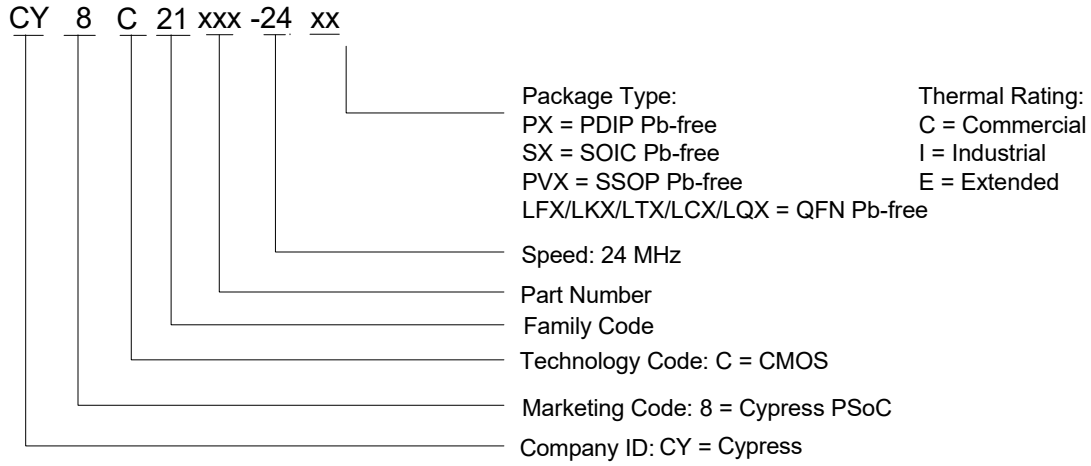 CY 8 C 21 xxx -24 xx
Package Type: Thermal Rating:
PX = PDIP Pb-free C = Commercial
SX = SOIC Pb-free I = Industrial
PVX = SSOP Pb-free E = Extended
LFX/LKX/LTX/LCX/LQX = QFN Pb-free
Speed: 24 MHz
Part Number
Family Code
Technology Code: C = CMOS
Marketing Code: 8 = Cypress PSoC
Company ID: CY = Cypress